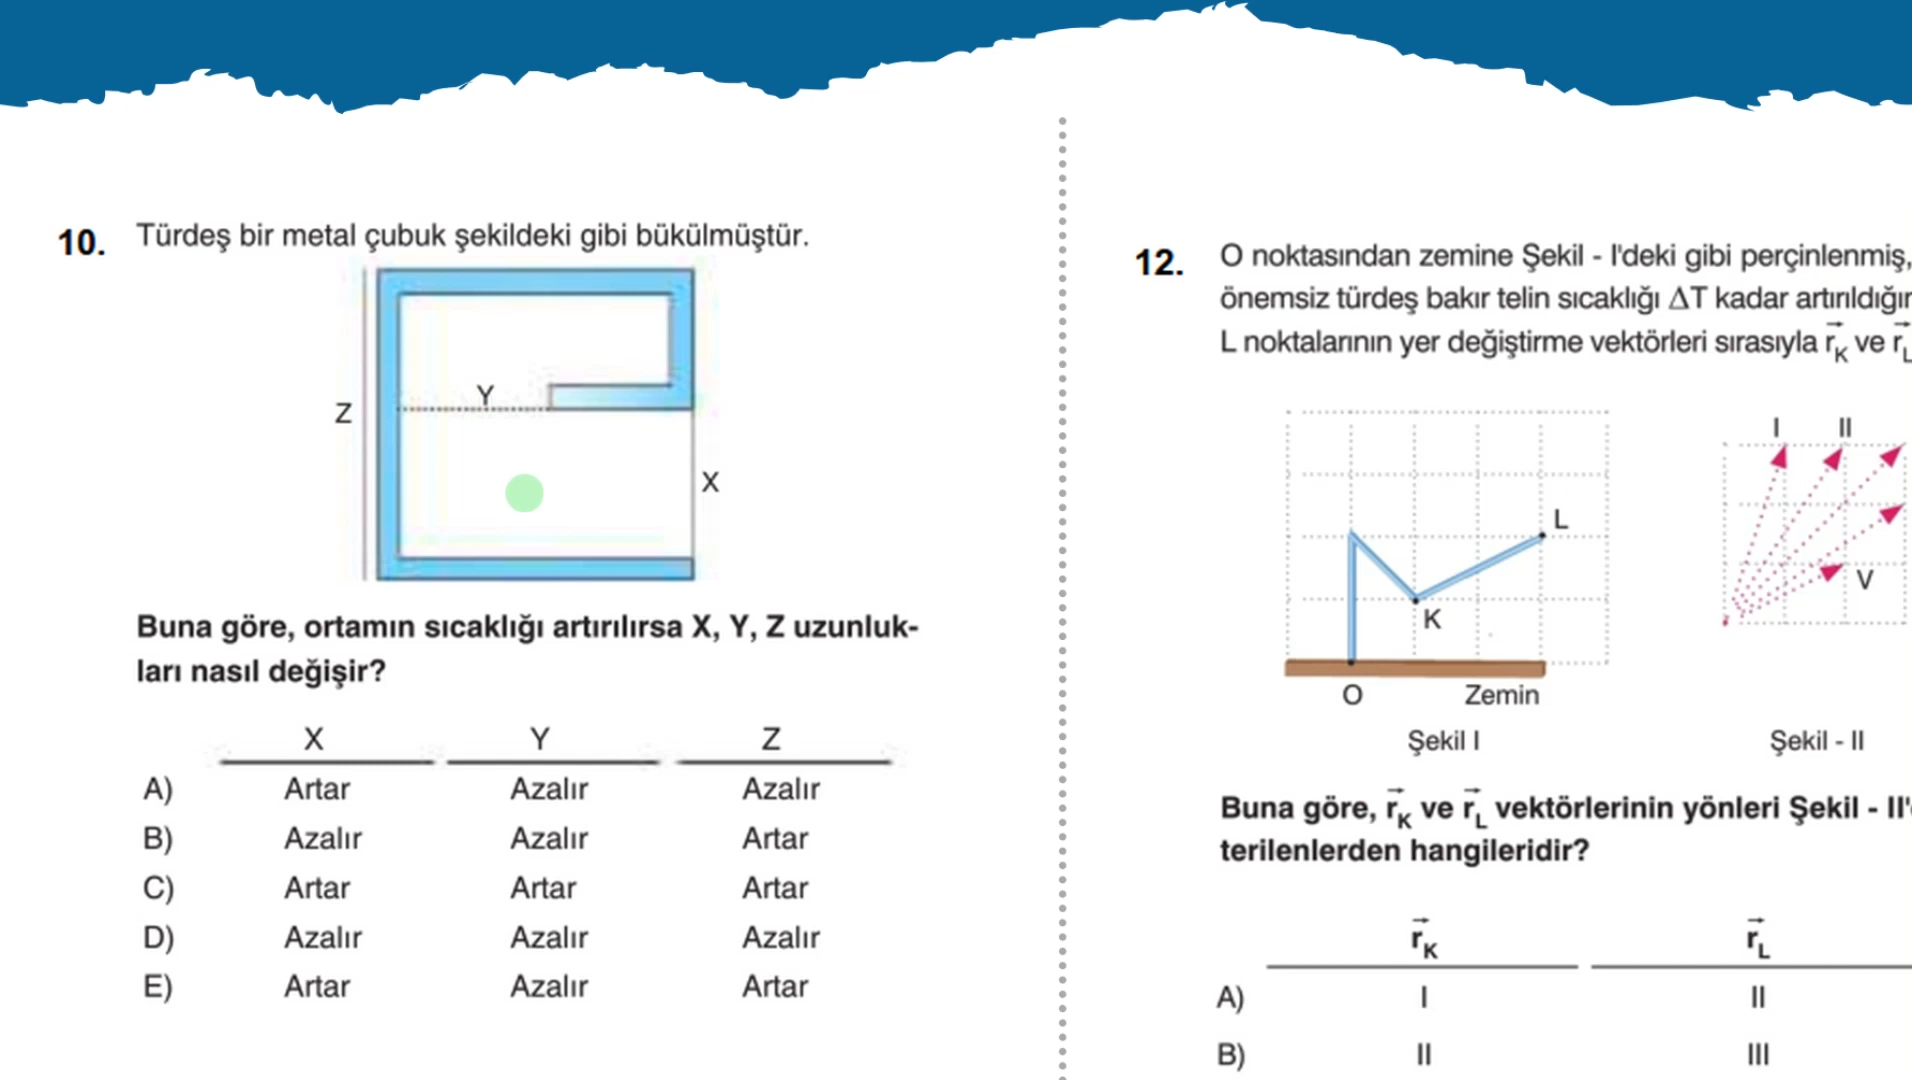 10. Türdeş bir metal çubuk şekildeki gibi bükülmüştür.
Y
Z
X
Buna göre, ortamın sıcaklığı artırılırsa X, Y, Z uzunluk-
ları nasıl değişir?
X Y Z
A) Artar Azalır Azalır
B) Azalır Azalır Artar
C) Artar Artar Artar
D) Azalır Azalır Azalır
E) Artar Azalır Artar
12. O noktasından zemine Şekil - I'deki gibi perçinlenmiş,
önemsiz türdeş bakır telin sıcaklığı ΔT kadar artırıldığın
L noktalarının yer değiştirme vektörleri sırasıyla r⃗K ve r⃗L
I II
L
K
V
O Zemin
Şekil I Şekil - II
Buna göre, r⃗K ve r⃗L vektörlerinin yönleri Şekil - II'
terilenlerden hangileridir?
r⃗K r⃗L
A) I II
B) II III